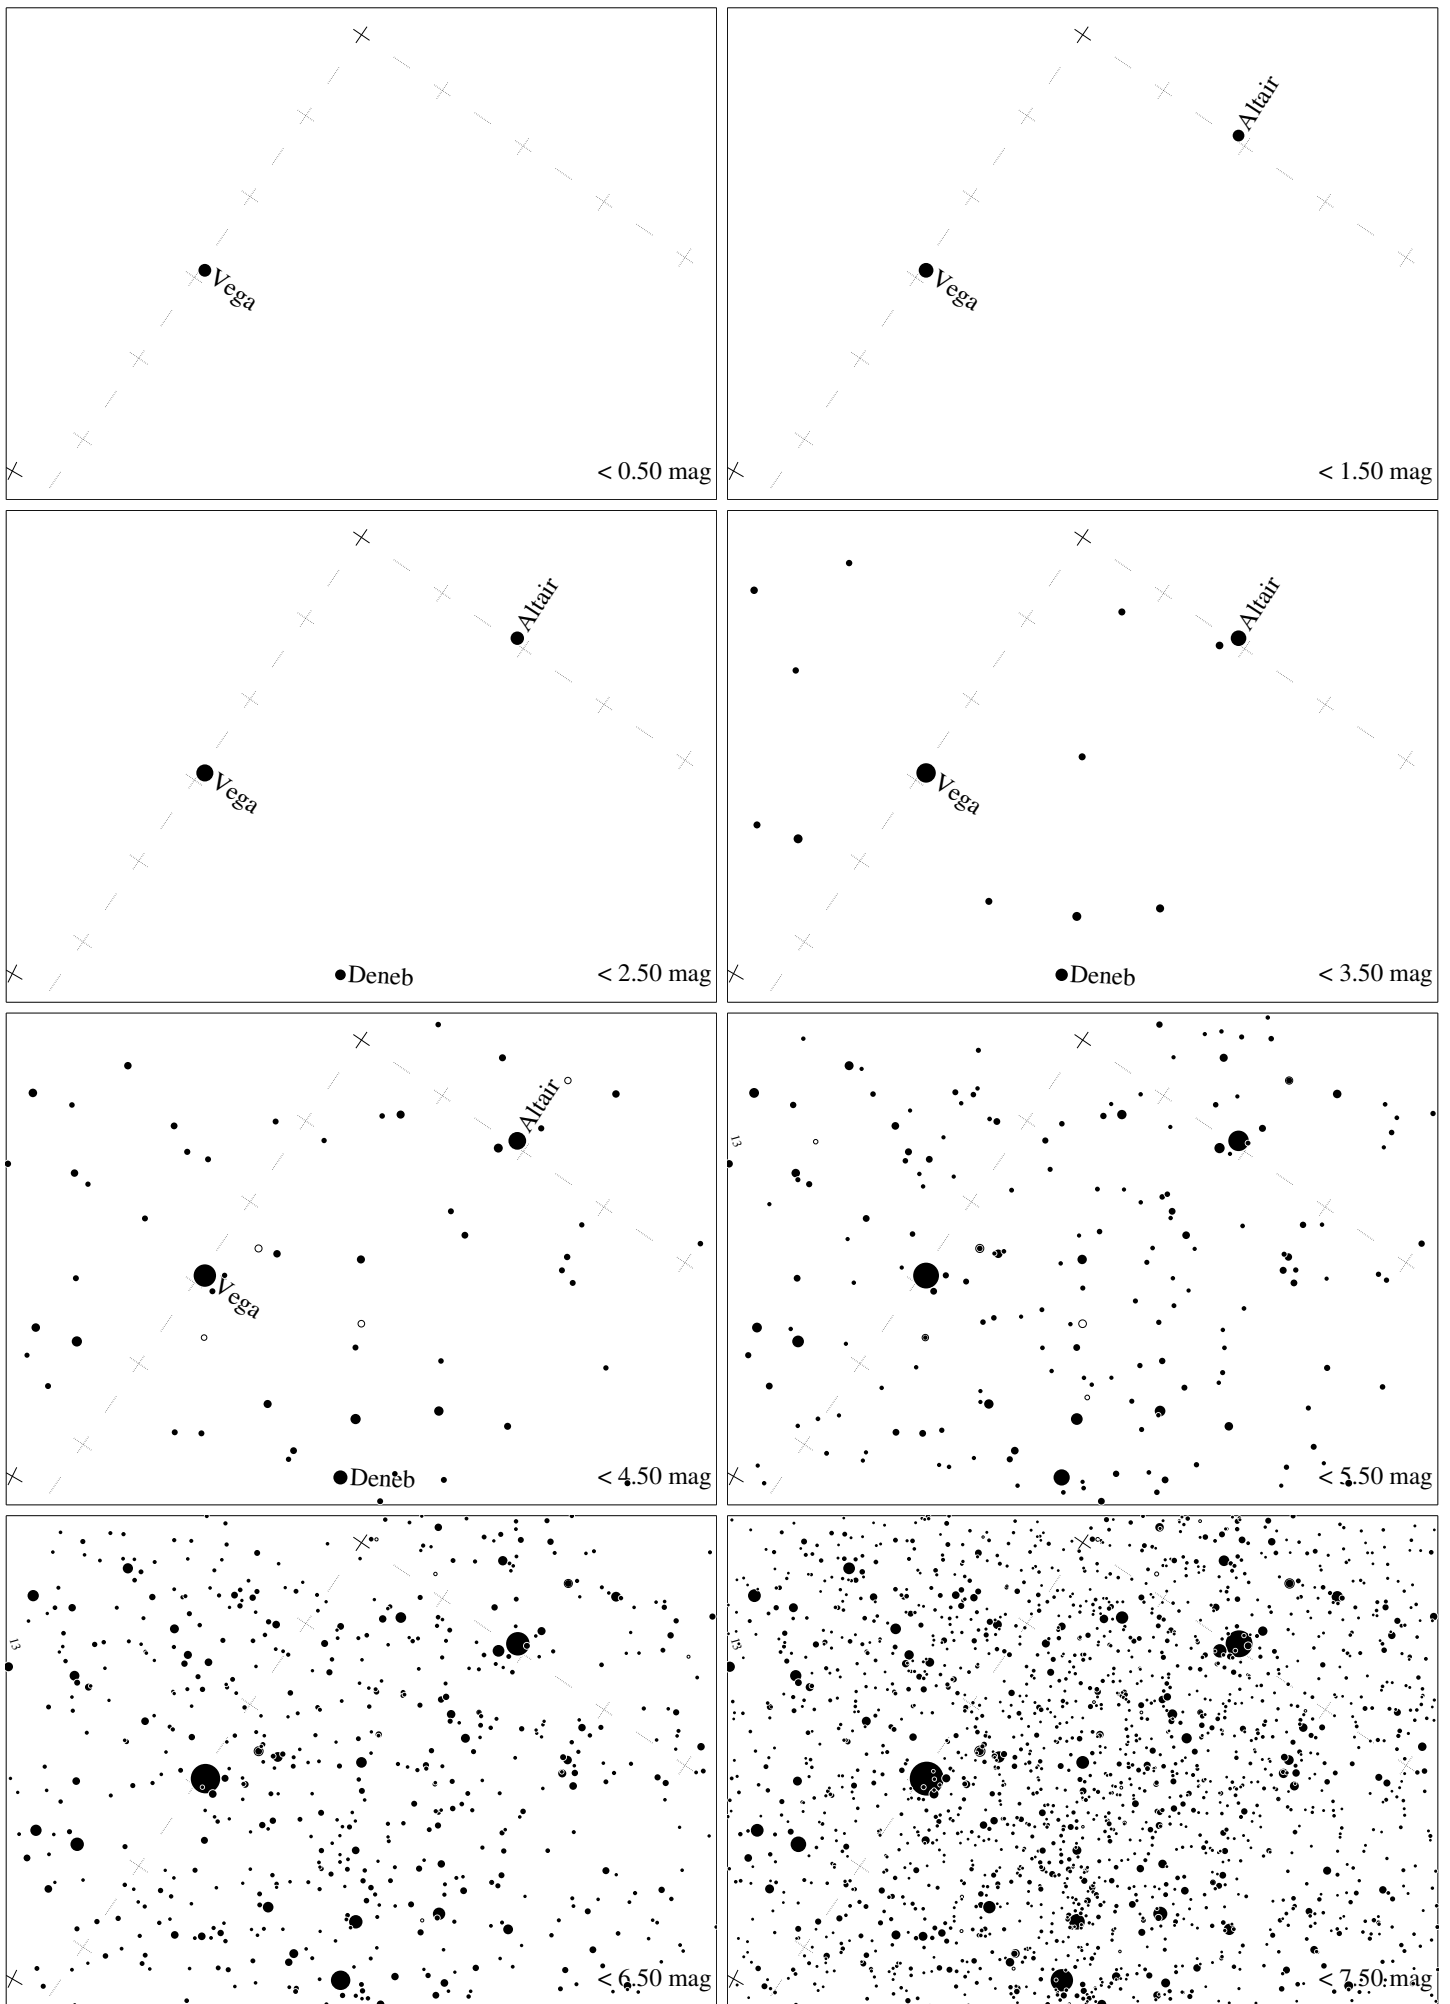 Vega
< 0.50 mag
Altair
Vega
< 1.50 mag
Altair
Vega
Deneb
< 2.50 mag
Altair
Vega
Deneb
< 3.50 mag
Altair
Vega
Deneb
< 4.50 mag
13
< 5.50 mag
13
< 6.50 mag
13
< 7.50 mag